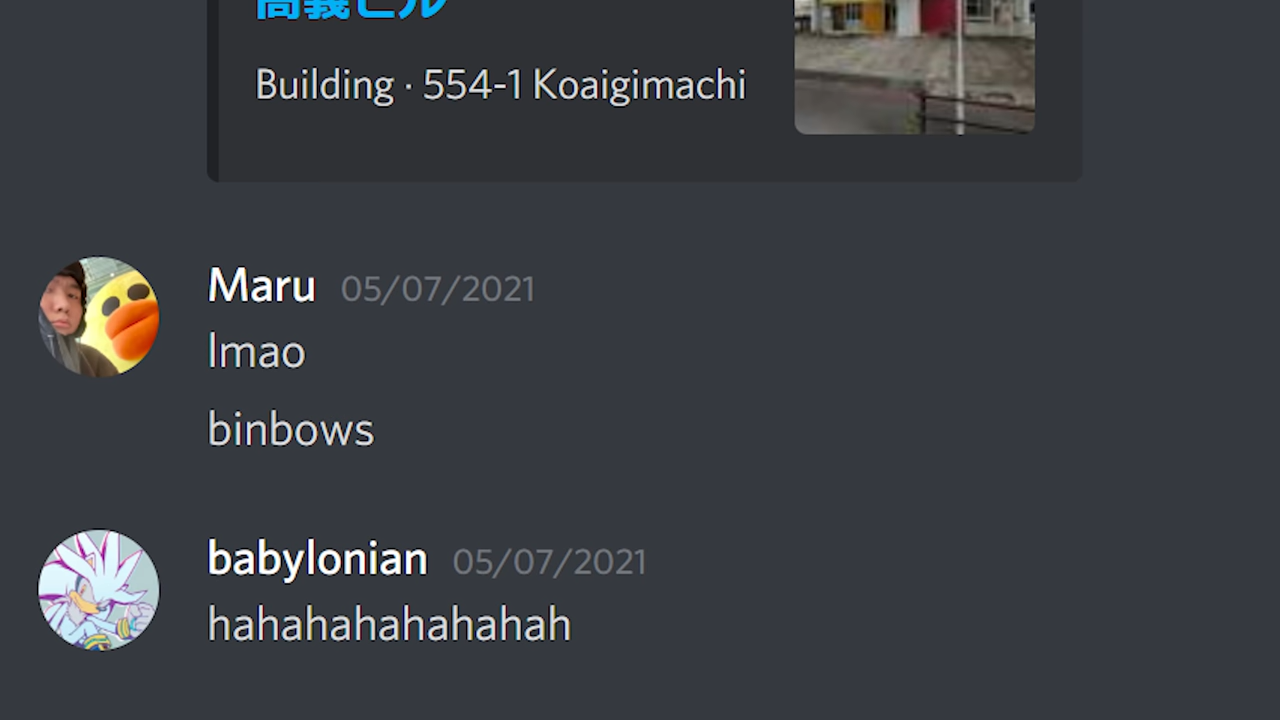 高義ビル
Building · 554-1 Koaigimachi
Maru 05/07/2021
lmao
binbows
babylonian 05/07/2021
hahahahahahahah